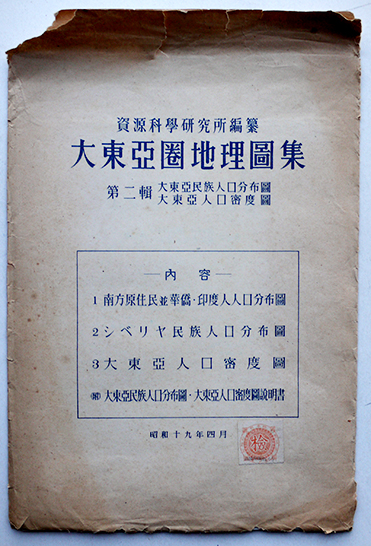 資源科學研究所編纂
大東亞圈地理圖集
第二輯 大東亞民族人口分布圖
大東亞人口密度圖
―內容―
1 南方原住民並華僑・印度人人口分布圖
2 シベリヤ民族人口分布圖
3 大東亞人口密度圖
附 大東亞民族人口分布圖・大東亞人口密度圖說明書
昭和十九年四月